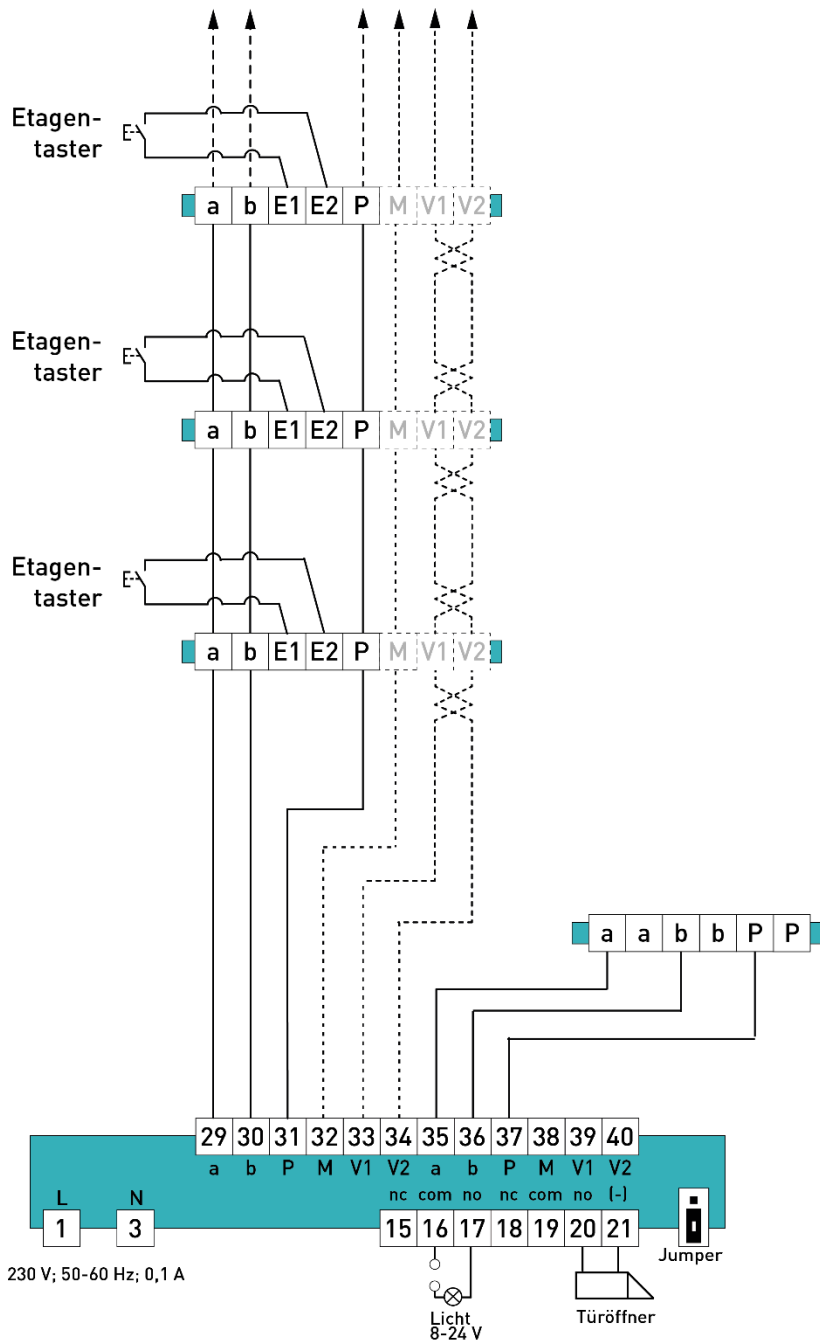 Etagen-
taster
a b E1 E2 P M V1 V2
Etagen-
taster
a b E1 E2 P M V1 V2
Etagen-
taster
a b E1 E2 P M V1 V2
a a b b P P
29 30 31 32 33 34 35 36 37 38 39 40
a b P M V1 V2 a b P M V1 V2
L N nc com no nc com no (-)
1 3 15 16 17 18 19 20 21
Jumper
230 V; 50-60 Hz; 0,1 A
Licht
8-24 V
Türöffner